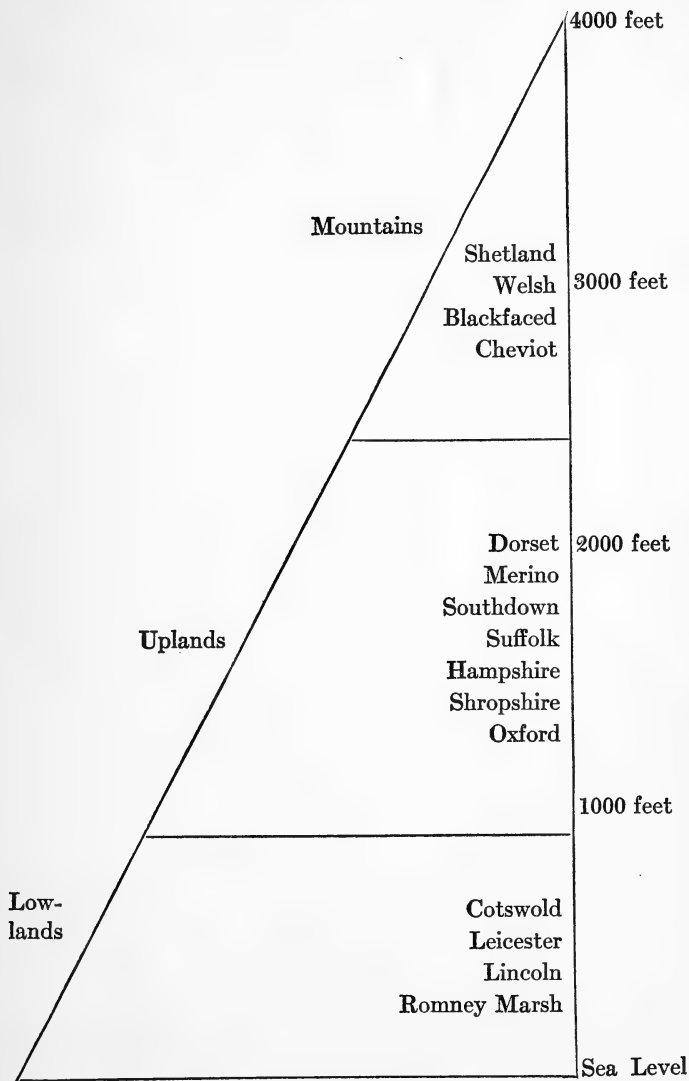 4000 feet
Mountains
Shetland
Welsh
3000 feet
Blackfaced
Cheviot
Dorset
2000 feet
Merino
Southdown
Suffolk
Uplands
Hampshire
Shropshire
Oxford
1000 feet
Low-
lands
Cotswold
Leicester
Lincoln
Romney Marsh
Sea Level